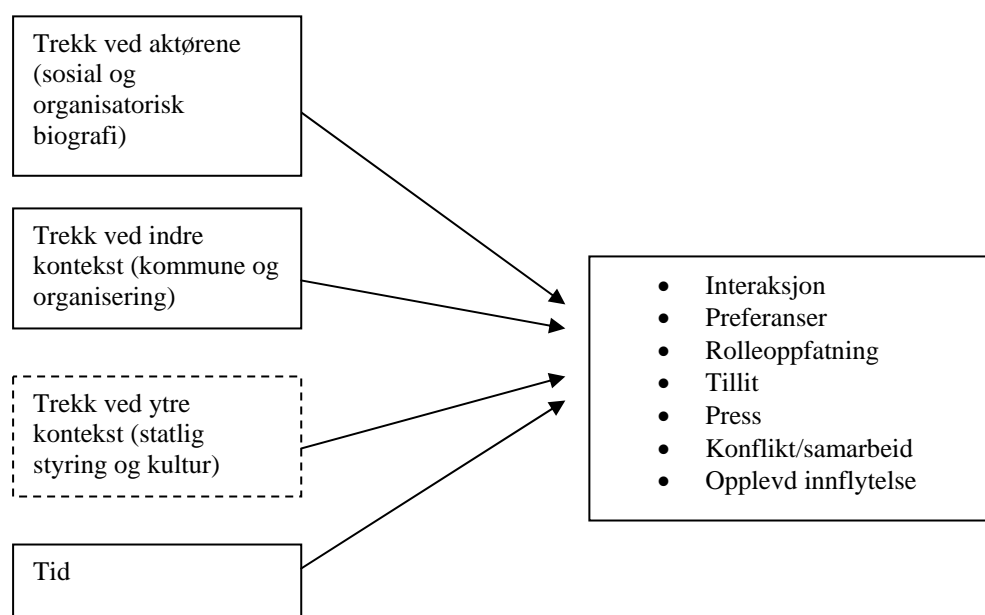 Trekk ved aktørene
(sosial og
organisatorisk
biografi)
Trekk ved indre
kontekst (kommune og
organisering)
Trekk ved ytre
kontekst (statlig
styring og kultur)
Tid
• Interaksjon
• Preferanser
• Rolleoppfatning
• Tillit
• Press
• Konflikt/samarbeid
• Opplevd innflytelse